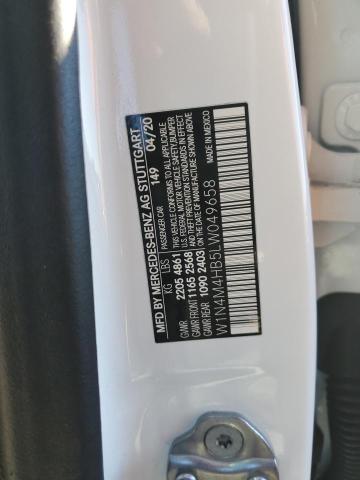 MFD BY MERCEDES-BENZ AG STUTTGART
149 04/20
KG LBS
GVWR 2205 4861
GAWR FRONT 1165 2568
GAWR REAR 1090 2403
THIS VEHICLE CONFORMS TO ALL APPLICABLE
FEDERAL MOTOR VEHICLE SAFETY/BUMPER
AND THEFT PREVENTION STANDARDS IN EFFECT
ON THE DATE OF MANUFACTURE SHOWN ABOVE.
W1N4M4HB5LW049658
MADE IN MEXICO